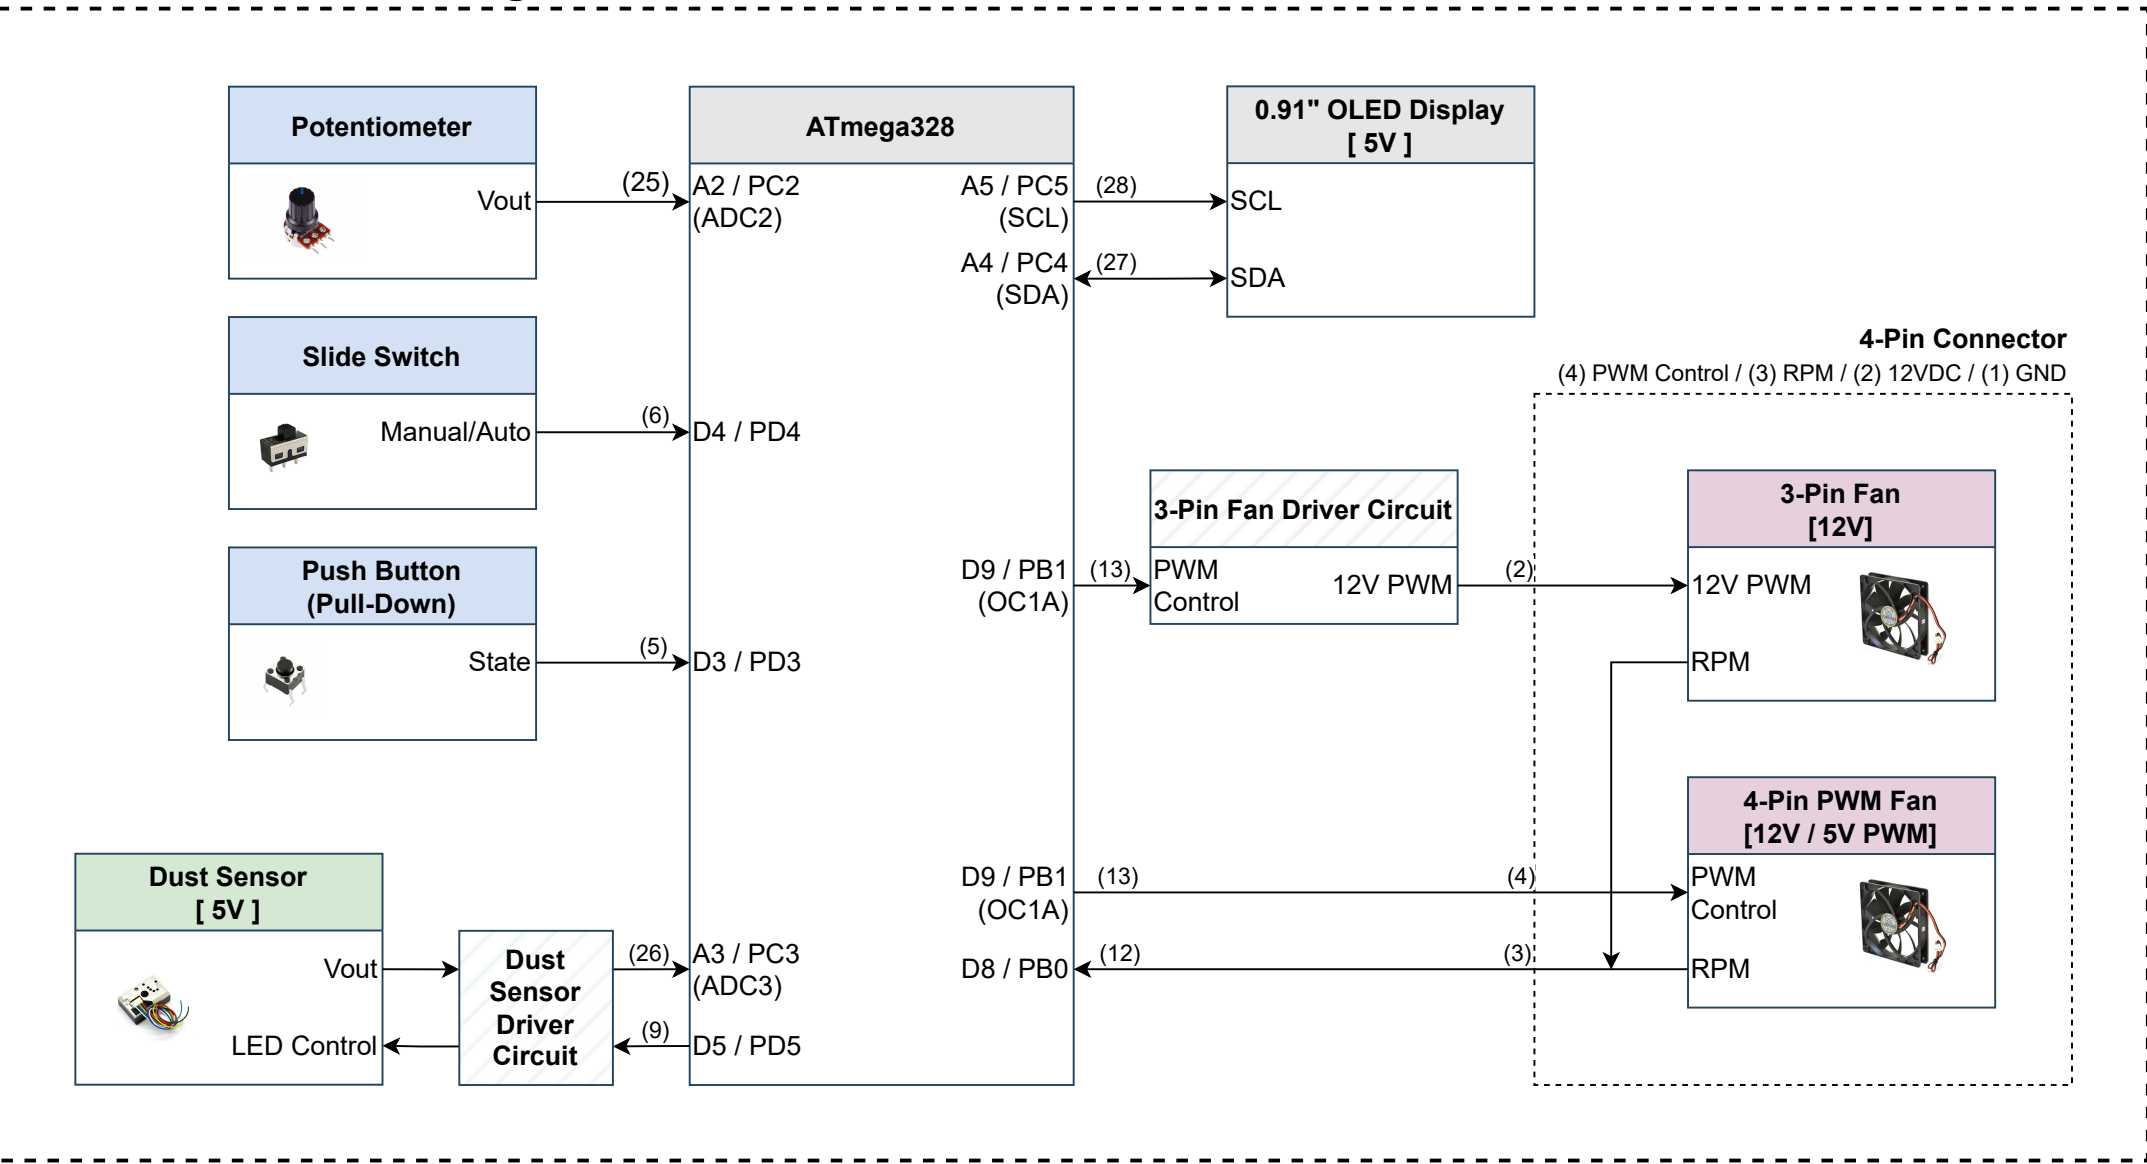 Potentiometer
Vout
(25)
Slide Switch
Manual/Auto
(6)
Push Button
(Pull-Down)
State
(5)
Dust Sensor
[ 5V ]
Vout
LED Control
Dust
Sensor
Driver
Circuit
(26)
(9)
ATmega328
A2 / PC2
(ADC2)
D4 / PD4
D3 / PD3
A3 / PC3
(ADC3)
D5 / PD5
A5 / PC5
(SCL)
A4 / PC4
(SDA)
D9 / PB1
(OC1A)
D9 / PB1
(OC1A)
D8 / PB0
(28)
(27)
0.91" OLED Display
[ 5V ]
SCL
SDA
(13)
3-Pin Fan Driver Circuit
PWM
Control
12V PWM
(2)
4-Pin Connector
(4) PWM Control / (3) RPM / (2) 12VDC / (1) GND
3-Pin Fan
[12V]
12V PWM
RPM
(13)
(4)
(12)
(3)
4-Pin PWM Fan
[12V / 5V PWM]
PWM
Control
RPM